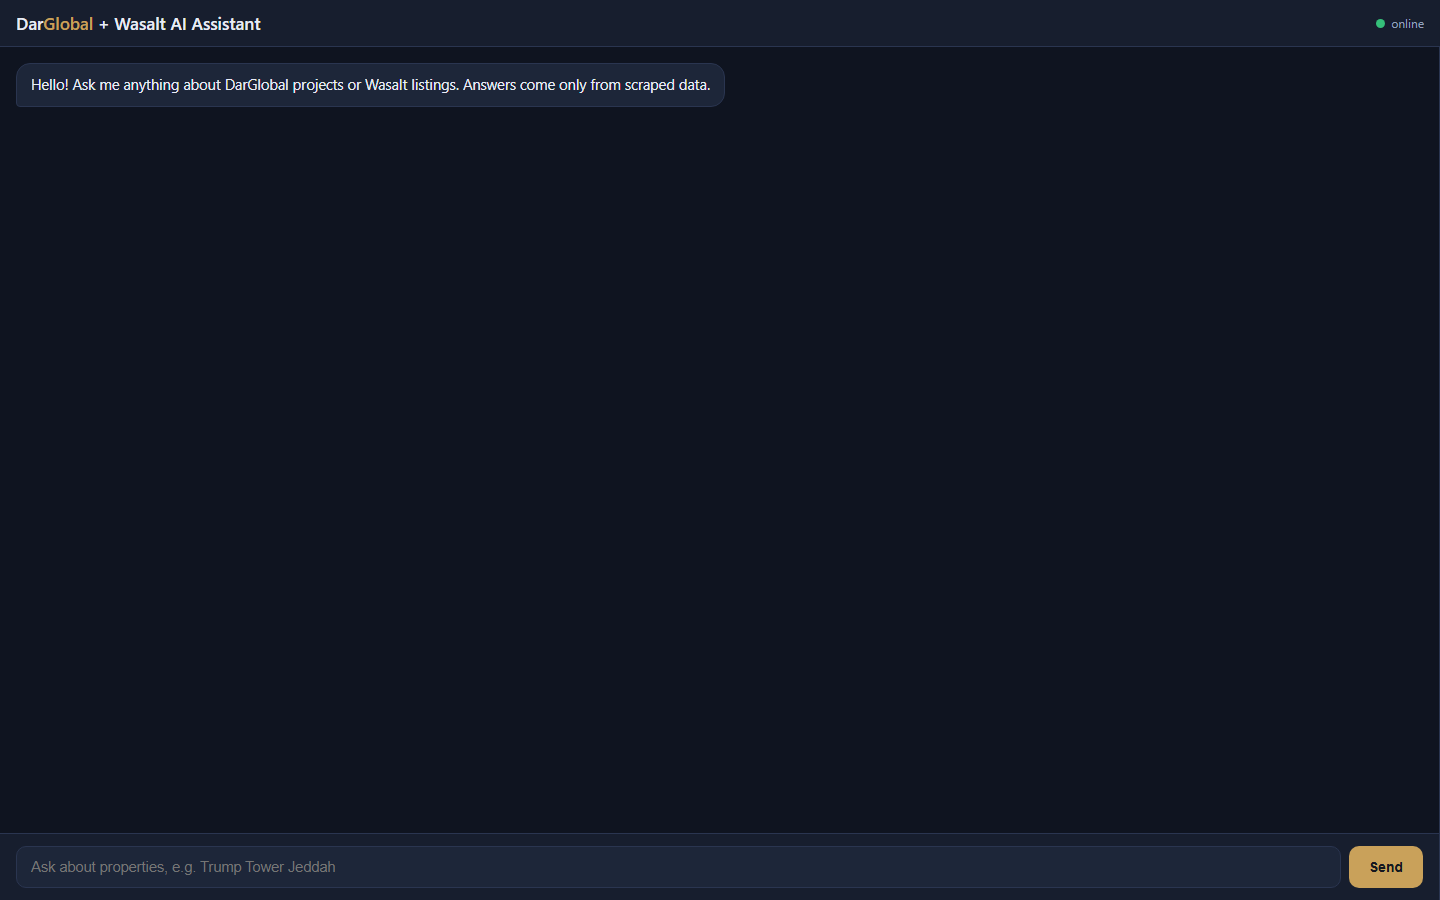 DarGlobal + Wasalt AI Assistant
online
Hello! Ask me anything about DarGlobal projects or Wasalt listings. Answers come only from scraped data.
Ask about properties, e.g. Trump Tower Jeddah
Send